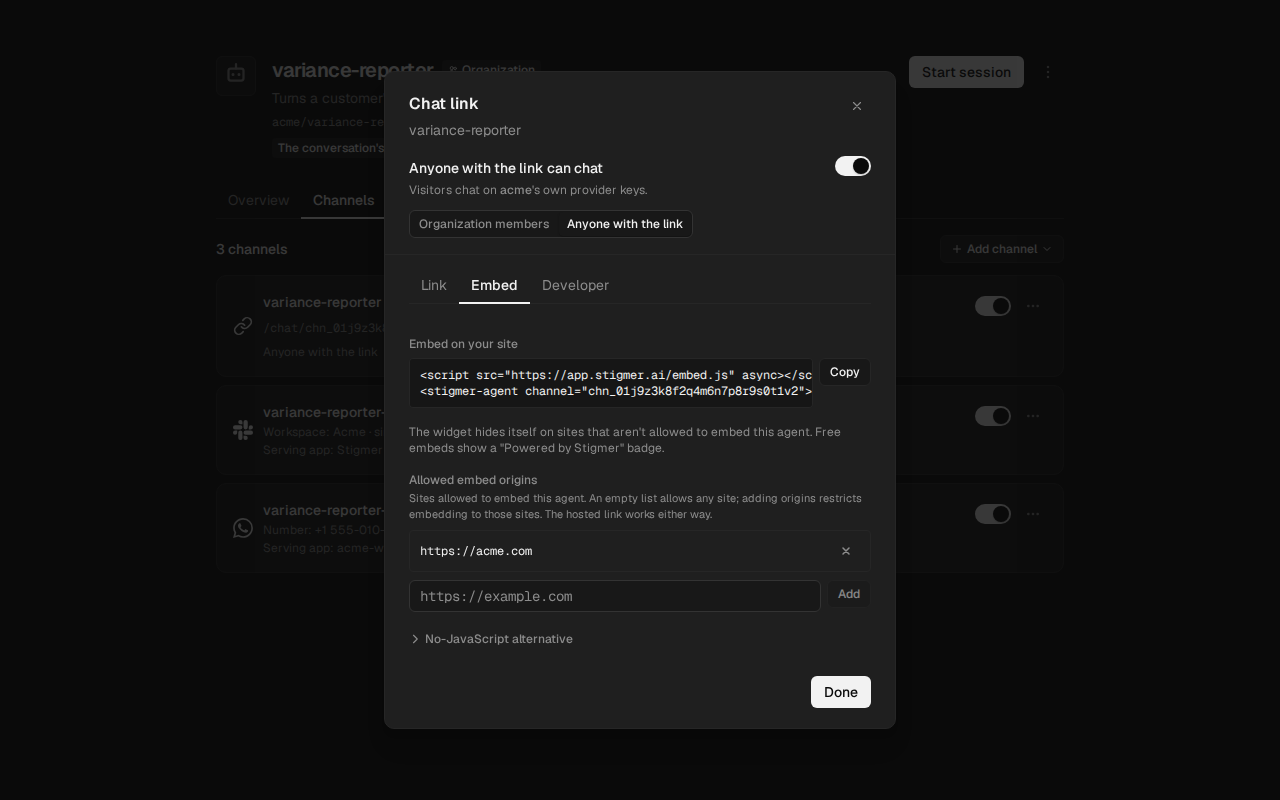 variance-reporter
Organization
Start session
Turns a customer
acme/variance-re
The conversation's
Overview
Channels
3 channels
+ Add channel
variance-reporter
/chat/chn_01j9z3k8
Anyone with the link
variance-reporter-
Workspace: Acme · si
Serving app: Stigmer
variance-reporter-
Number: +1 555-010-
Serving app: acme-w
Chat link
variance-reporter
Anyone with the link can chat
Visitors chat on acme's own provider keys.
Organization members
Anyone with the link
Link
Embed
Developer
Embed on your site
<script src="https://app.stigmer.ai/embed.js" async></sc
<stigmer-agent channel="chn_01j9z3k8f2q4m6n7p8r9s0t1v2">
Copy
The widget hides itself on sites that aren't allowed to embed this agent. Free
embeds show a "Powered by Stigmer" badge.
Allowed embed origins
Sites allowed to embed this agent. An empty list allows any site; adding origins restricts
embedding to those sites. The hosted link works either way.
https://acme.com
https://example.com
Add
No-JavaScript alternative
Done